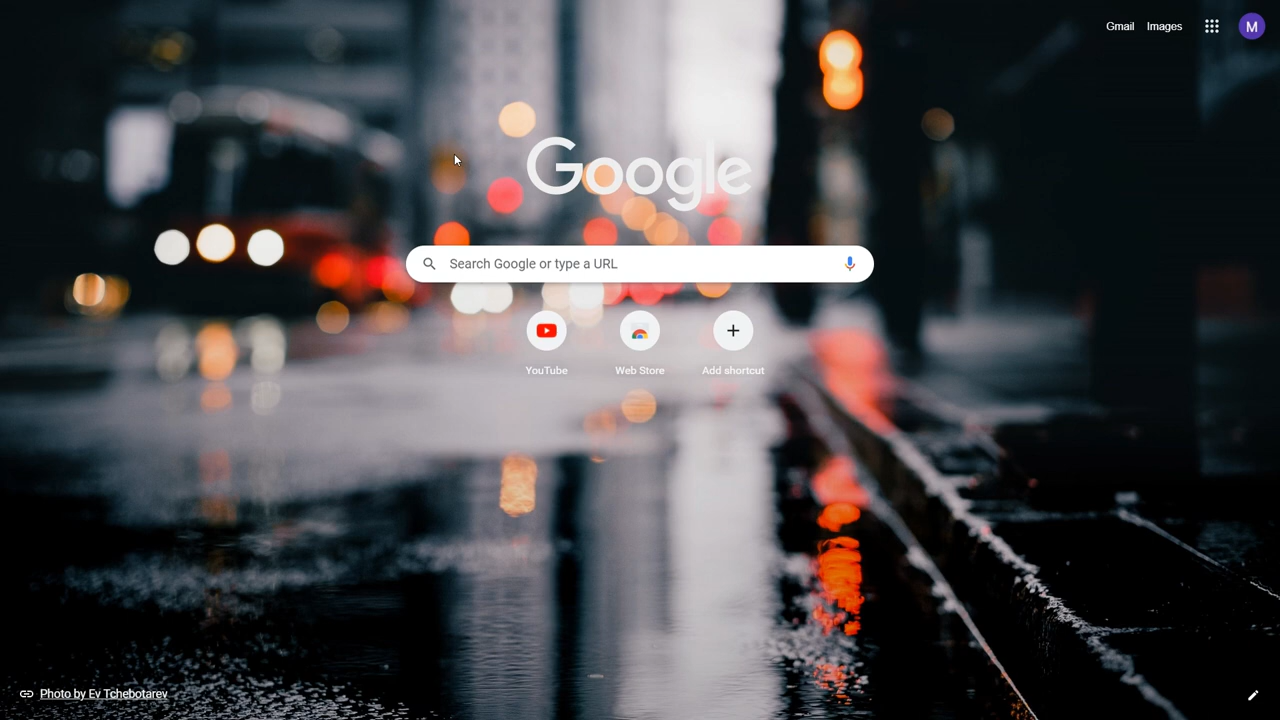 Gmail Images M
Google
Search Google or type a URL
YouTube Web Store Add shortcut
Photo by Ev Tchebotarev